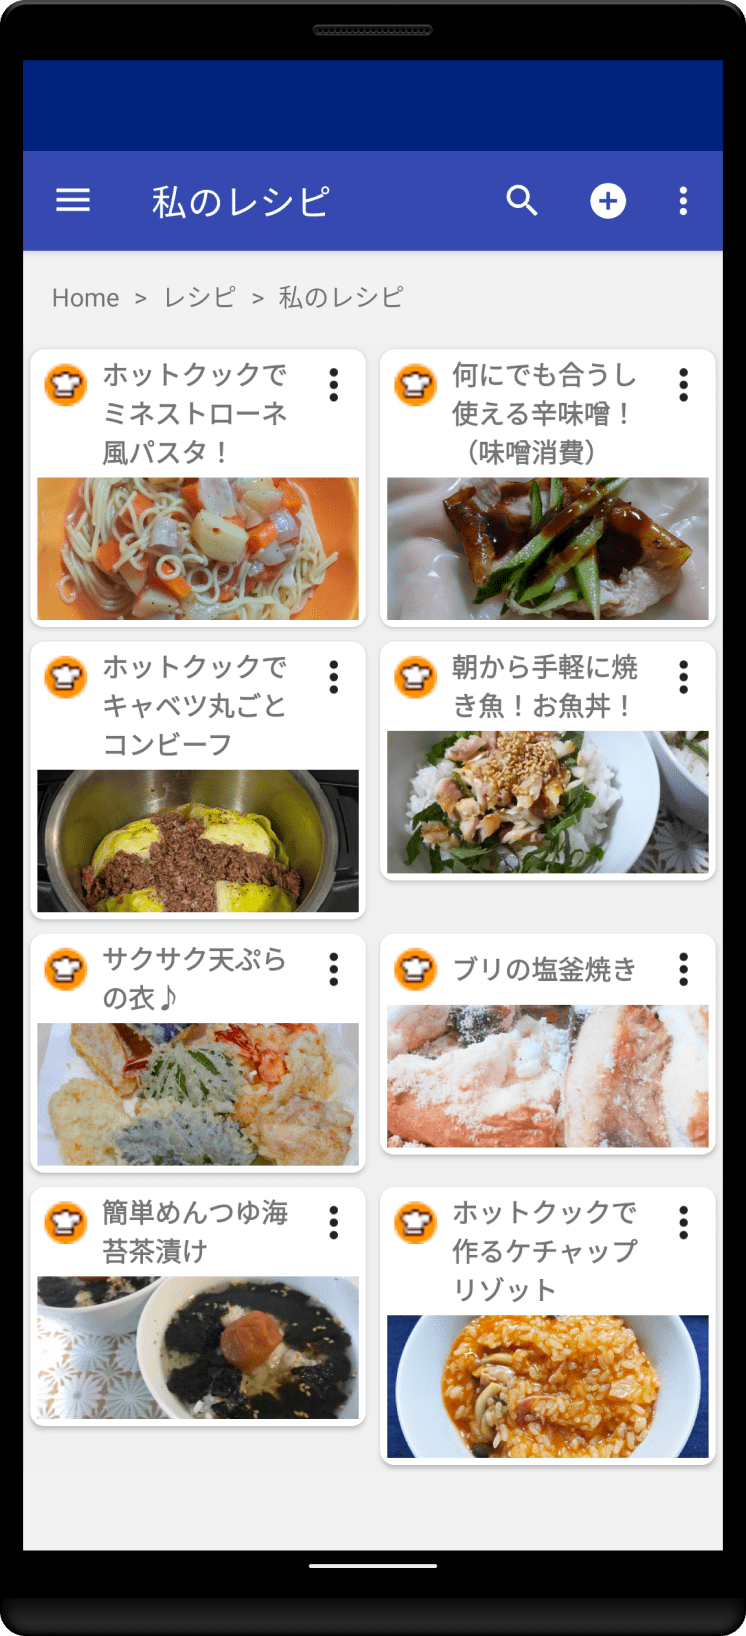 私のレシピ
Home > レシピ > 私のレシピ
ホットクックで
ミネストローネ
風パスタ！
何にでも合うし
使える辛味噌！
（味噌消費）
ホットクックで
キャベツ丸ごと
コンビーフ
朝から手軽に焼
き魚！お魚丼！
サクサク天ぷら
の衣♪
ブリの塩釜焼き
簡単めんつゆ海
苔茶漬け
ホットクックで
作るケチャップ
リゾット